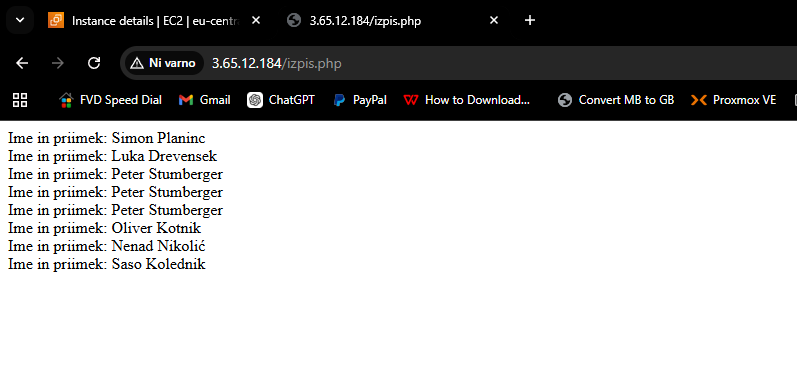 Instance details | EC2 | eu-centr
3.65.12.184/izpis.php
Ni varno
3.65.12.184/izpis.php
FVD Speed Dial
Gmail
ChatGPT
PayPal
How to Download...
Convert MB to GB
Proxmox VE
Ime in priimek: Simon Planinc
Ime in priimek: Luka Drevensek
Ime in priimek: Peter Stumberger
Ime in priimek: Peter Stumberger
Ime in priimek: Peter Stumberger
Ime in priimek: Oliver Kotnik
Ime in priimek: Nenad Nikolić
Ime in priimek: Saso Kolednik